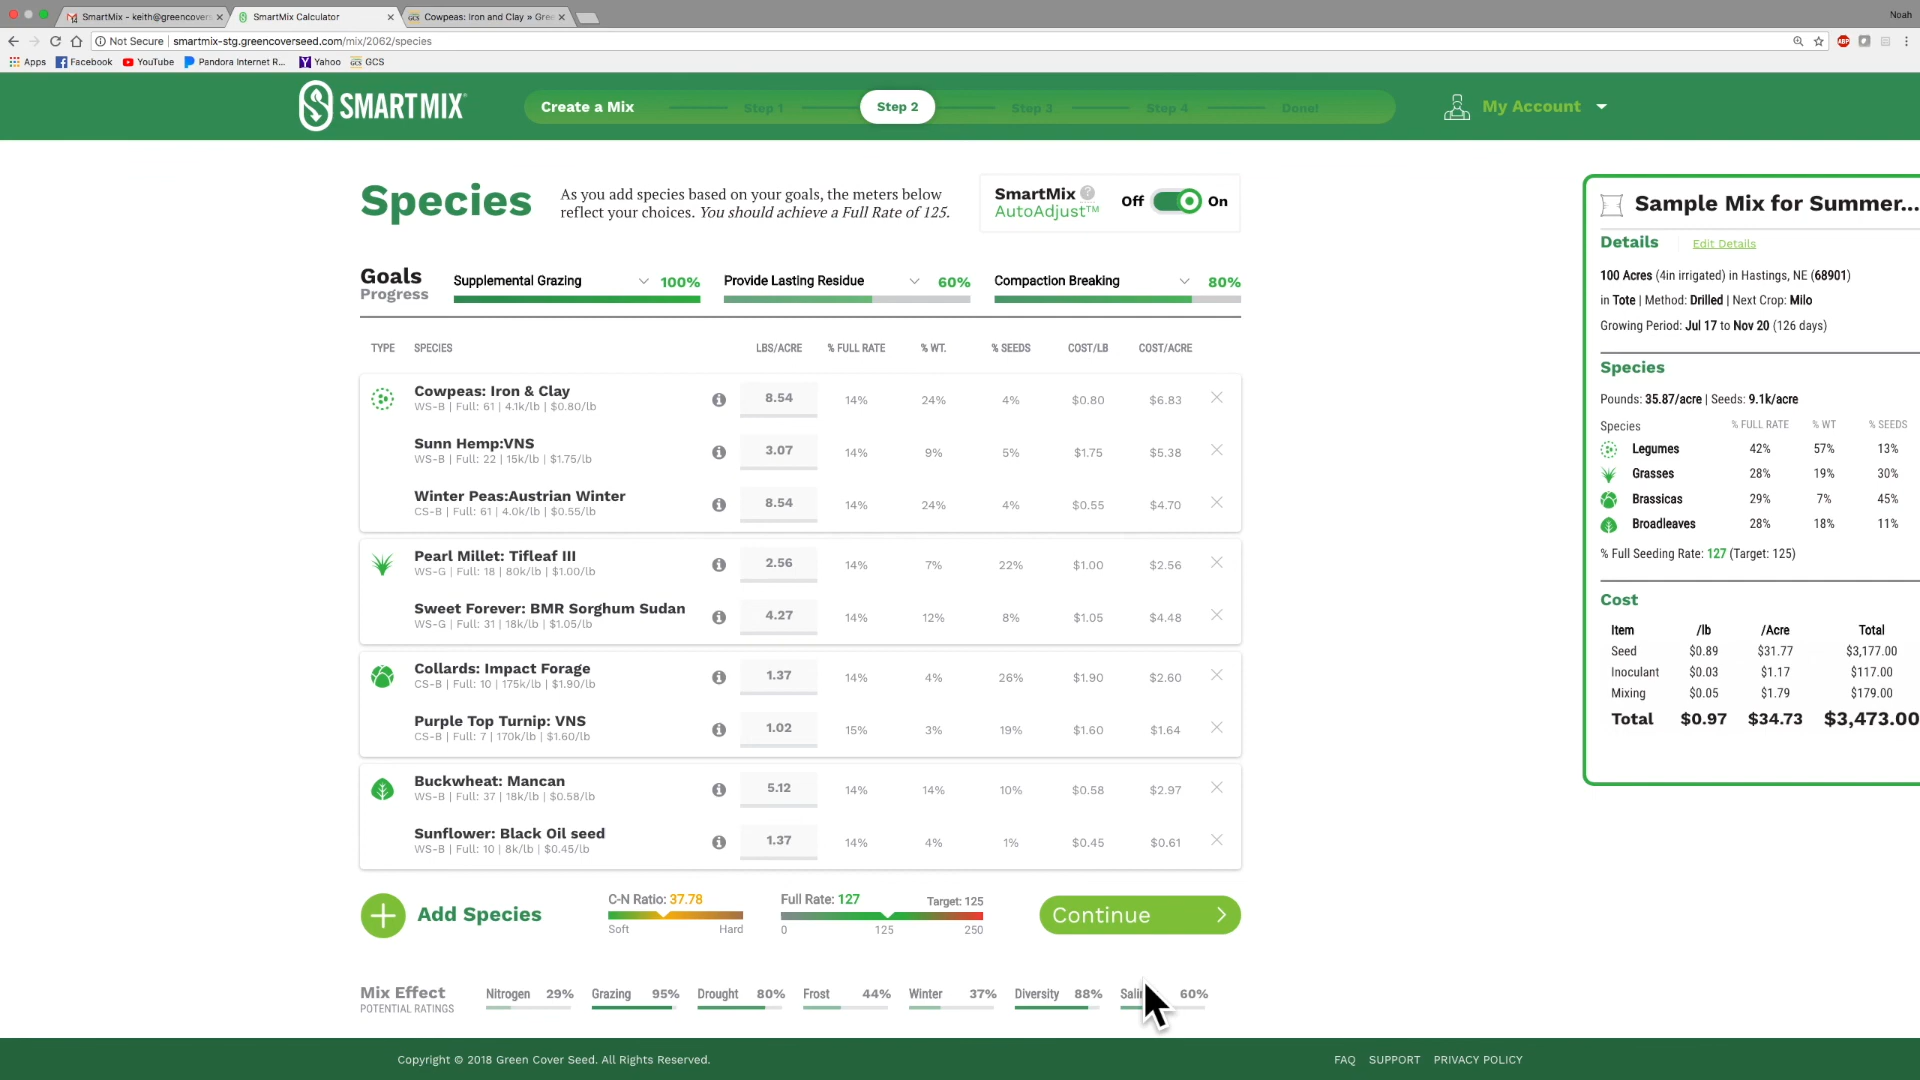 SmartMix - keith@greencovers
SmartMix Calculator
GCS Cowpeas: Iron and Clay » Gree
Noah
Not Secure | smartmix-stg.greencoverseed.com/mix/2062/species
ABP
Apps Facebook YouTube Pandora Internet R... Yahoo GCS GCS
SMARTMIX
Create a Mix Step 1 Step 2 Step 3 Step 4 Done!
My Account
Species
As you add species based on your goals, the meters below
reflect your choices. You should achieve a Full Rate of 125.
SmartMix ?
AutoAdjust™
Off On
Goals
Progress
Supplemental Grazing 100%
Provide Lasting Residue 60%
Compaction Breaking 80%
TYPE SPECIES LBS/ACRE % FULL RATE % WT. % SEEDS COST/LB COST/ACRE
Cowpeas: Iron & Clay 8.54 14% 24% 4% $0.80 $6.83
WS-B | Full: 61 | 4.1k/lb | $0.80/lb
Sunn Hemp:VNS 3.07 14% 9% 5% $1.75 $5.38
WS-B | Full: 22 | 15k/lb | $1.75/lb
Winter Peas:Austrian Winter 8.54 14% 24% 4% $0.55 $4.70
CS-B | Full: 61 | 4.0k/lb | $0.55/lb
Pearl Millet: Tifleaf III 2.56 14% 7% 22% $1.00 $2.56
WS-G | Full: 18 | 80k/lb | $1.00/lb
Sweet Forever: BMR Sorghum Sudan 4.27 14% 12% 8% $1.05 $4.48
WS-G | Full: 31 | 18k/lb | $1.05/lb
Collards: Impact Forage 1.37 14% 4% 26% $1.90 $2.60
CS-B | Full: 10 | 175k/lb | $1.90/lb
Purple Top Turnip: VNS 1.02 15% 3% 19% $1.60 $1.64
CS-B | Full: 7 | 170k/lb | $1.60/lb
Buckwheat: Mancan 5.12 14% 14% 10% $0.58 $2.97
WS-B | Full: 37 | 18k/lb | $0.58/lb
Sunflower: Black Oil seed 1.37 14% 4% 1% $0.45 $0.61
WS-B | Full: 10 | 8k/lb | $0.45/lb
Add Species
C-N Ratio: 37.78
Soft Hard
Full Rate: 127 Target: 125
0 125 250
Continue
Mix Effect
POTENTIAL RATINGS
Nitrogen 29% Grazing 95% Drought 80% Frost 44% Winter 37% Diversity 88% Sali 60%
Sample Mix for Summer...
Details Edit Details
100 Acres (4in irrigated) in Hastings, NE (68901)
in Tote | Method: Drilled | Next Crop: Milo
Growing Period: Jul 17 to Nov 20 (126 days)
Species
Pounds: 35.87/acre | Seeds: 9.1k/acre
Species % FULL RATE % WT % SEEDS
Legumes 42% 57% 13%
Grasses 28% 19% 30%
Brassicas 29% 7% 45%
Broadleaves 28% 18% 11%
% Full Seeding Rate: 127 (Target: 125)
Cost
Item /lb /Acre Total
Seed $0.89 $31.77 $3,177.00
Inoculant $0.03 $1.17 $117.00
Mixing $0.05 $1.79 $179.00
Total $0.97 $34.73 $3,473.00
Copyright © 2018 Green Cover Seed. All Rights Reserved.
FAQ SUPPORT PRIVACY POLICY